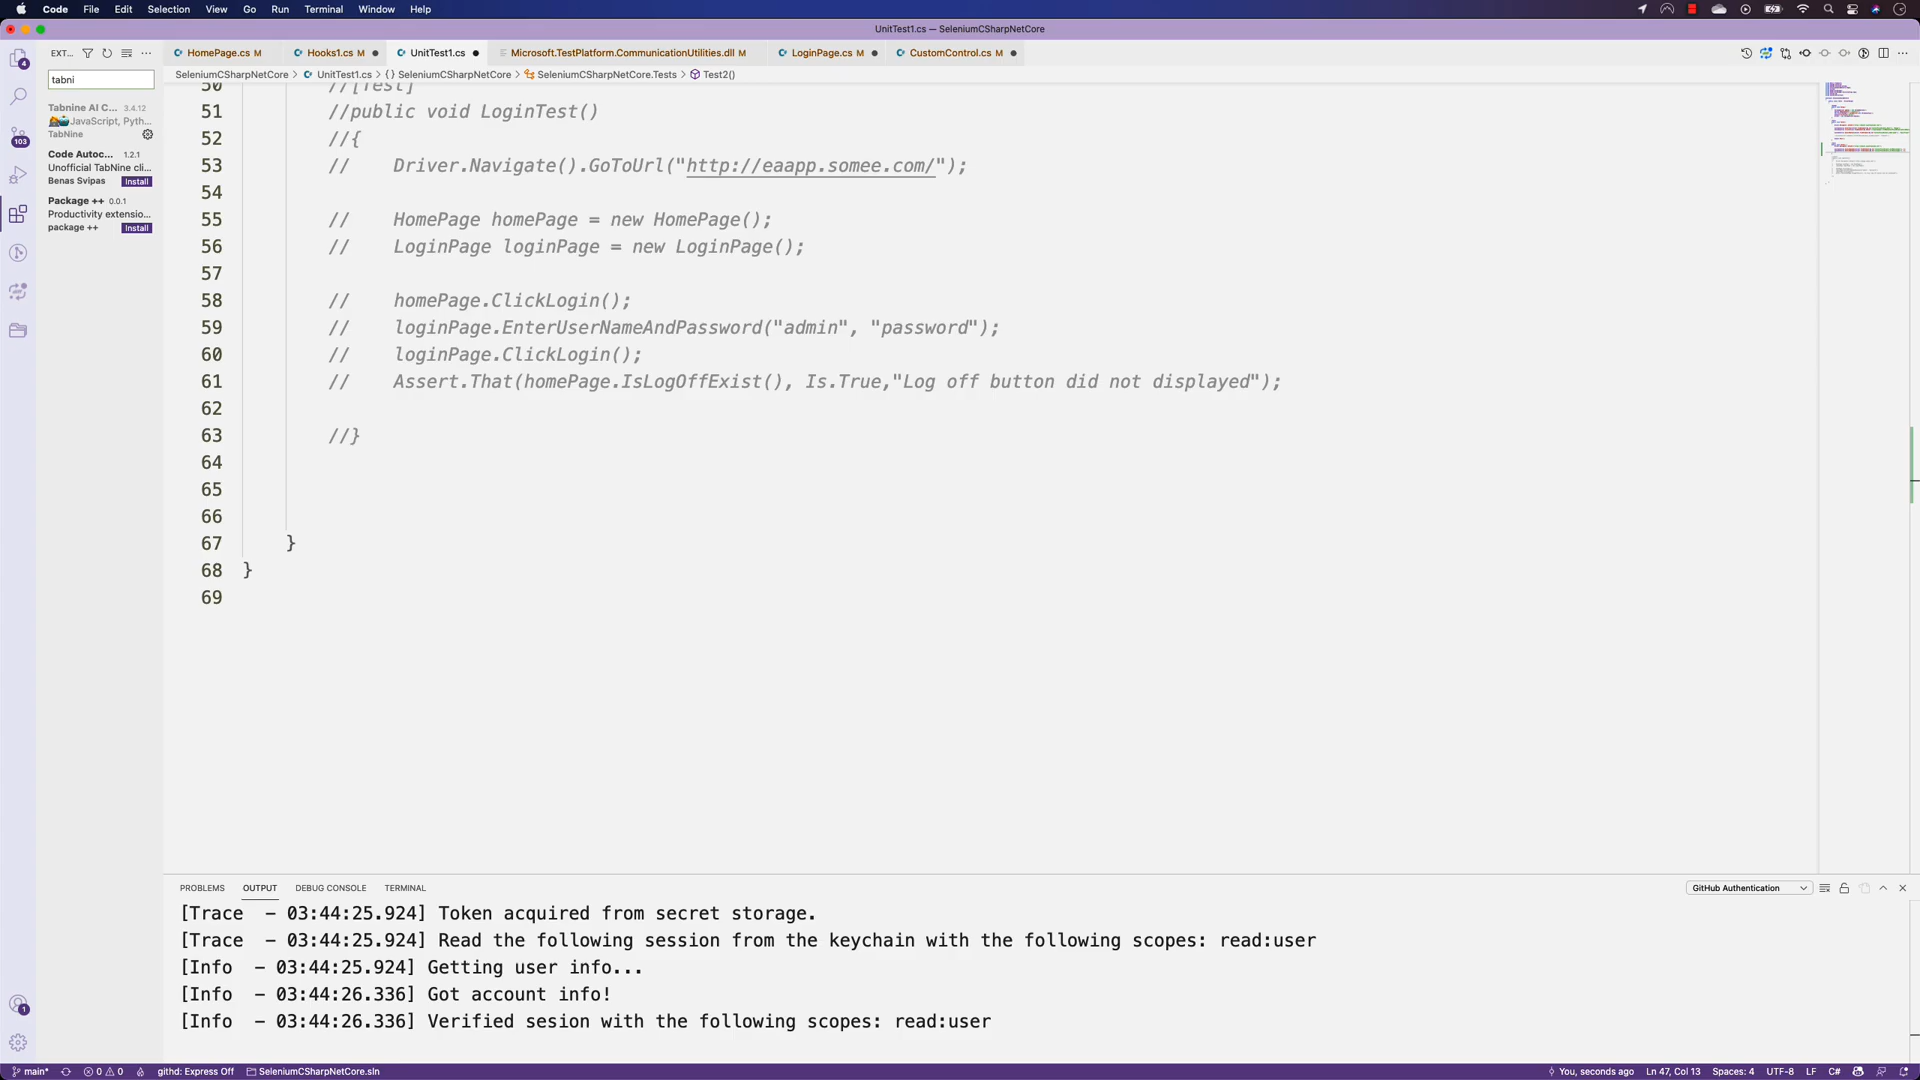 Code File Edit Selection View Go Run Terminal Window Help
UnitTest1.cs — SeleniumCSharpNetCore
EXT...
HomePage.cs M
Hooks1.cs M
UnitTest1.cs
Microsoft.TestPlatform.CommunicationUtilities.dll M
LoginPage.cs M
CustomControl.cs M
SeleniumCSharpNetCore > UnitTest1.cs > {} SeleniumCSharpNetCore > SeleniumCSharpNetCore.Tests > Test2()
4
tabni
Tabnine AI C... 3.4.12
JavaScript, Pyth...
TabNine
103
Code Autoc... 1.2.1
Unofficial TabNine cli...
Benas Svipas Install
Package ++ 0.0.1
Productivity extensio...
package ++ Install
50 //[Test]
51 //public void LoginTest()
52 //{
53 // Driver.Navigate().GoToUrl("http://eaapp.somee.com/");
54
55 // HomePage homePage = new HomePage();
56 // LoginPage loginPage = new LoginPage();
57
58 // homePage.ClickLogin();
59 // loginPage.EnterUserNameAndPassword("admin", "password");
60 // loginPage.ClickLogin();
61 // Assert.That(homePage.IsLogOffExist(), Is.True,"Log off button did not displayed");
62
63 //}
64
65
66
67 }
68 }
69
PROBLEMS OUTPUT DEBUG CONSOLE TERMINAL
GitHub Authentication
[Trace - 03:44:25.924] Token acquired from secret storage.
[Trace - 03:44:25.924] Read the following session from the keychain with the following scopes: read:user
[Info - 03:44:25.924] Getting user info...
[Info - 03:44:26.336] Got account info!
[Info - 03:44:26.336] Verified sesion with the following scopes: read:user
1
main* 0 0 githd: Express Off SeleniumCSharpNetCore.sln
You, seconds ago Ln 47, Col 13 Spaces: 4 UTF-8 LF C#